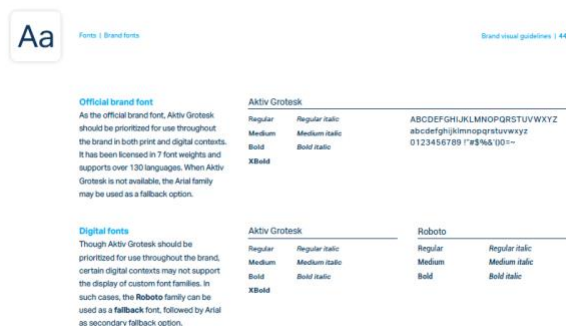 Aa
Fonts | Brand fonts
Brand visual guidelines | 44
Official brand font
As the official brand font, Aktiv Grotesk
should be prioritized for use throughout
the brand in both print and digital contexts.
It has been licensed in 7 font weights and
supports over 130 languages. When Aktiv
Grotesk is not available, the Arial family
may be used as a fallback option.
Aktiv Grotesk
Regular Regular italic
Medium Medium italic
Bold Bold italic
XBold
ABCDEFGHIJKLMNOPQRSTUVWXYZ
abcdefghijklmnopqrstuvwxyz
0123456789 !"#$%&'()0=~
Digital fonts
Though Aktiv Grotesk should be
prioritized for use throughout the brand,
certain digital contexts may not support
the display of custom font families. In
such cases, the Roboto family can be
used as a fallback font, followed by Arial
as secondary fallback option.
Aktiv Grotesk
Regular Regular italic
Medium Medium italic
Bold Bold italic
XBold
Roboto
Regular Regular italic
Medium Medium italic
Bold Bold italic